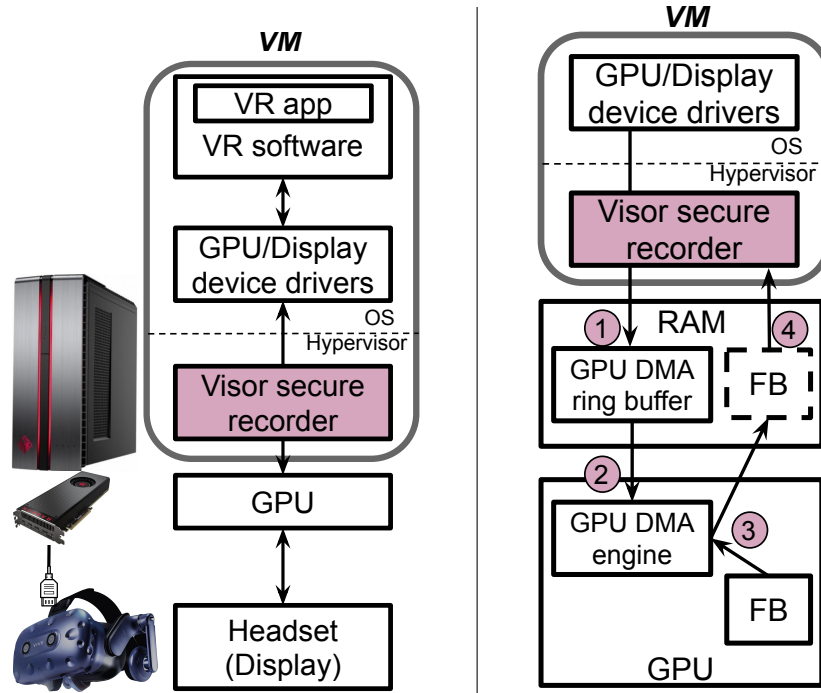 VM
VR app
VR software
GPU/Display
device drivers
OS
Hypervisor
Visor secure
recorder
GPU
Headset
(Display)
VM
GPU/Display
device drivers
OS
Hypervisor
Visor secure
recorder
1
RAM
4
GPU DMA
ring buffer
FB
2
GPU DMA
engine
3
FB
GPU